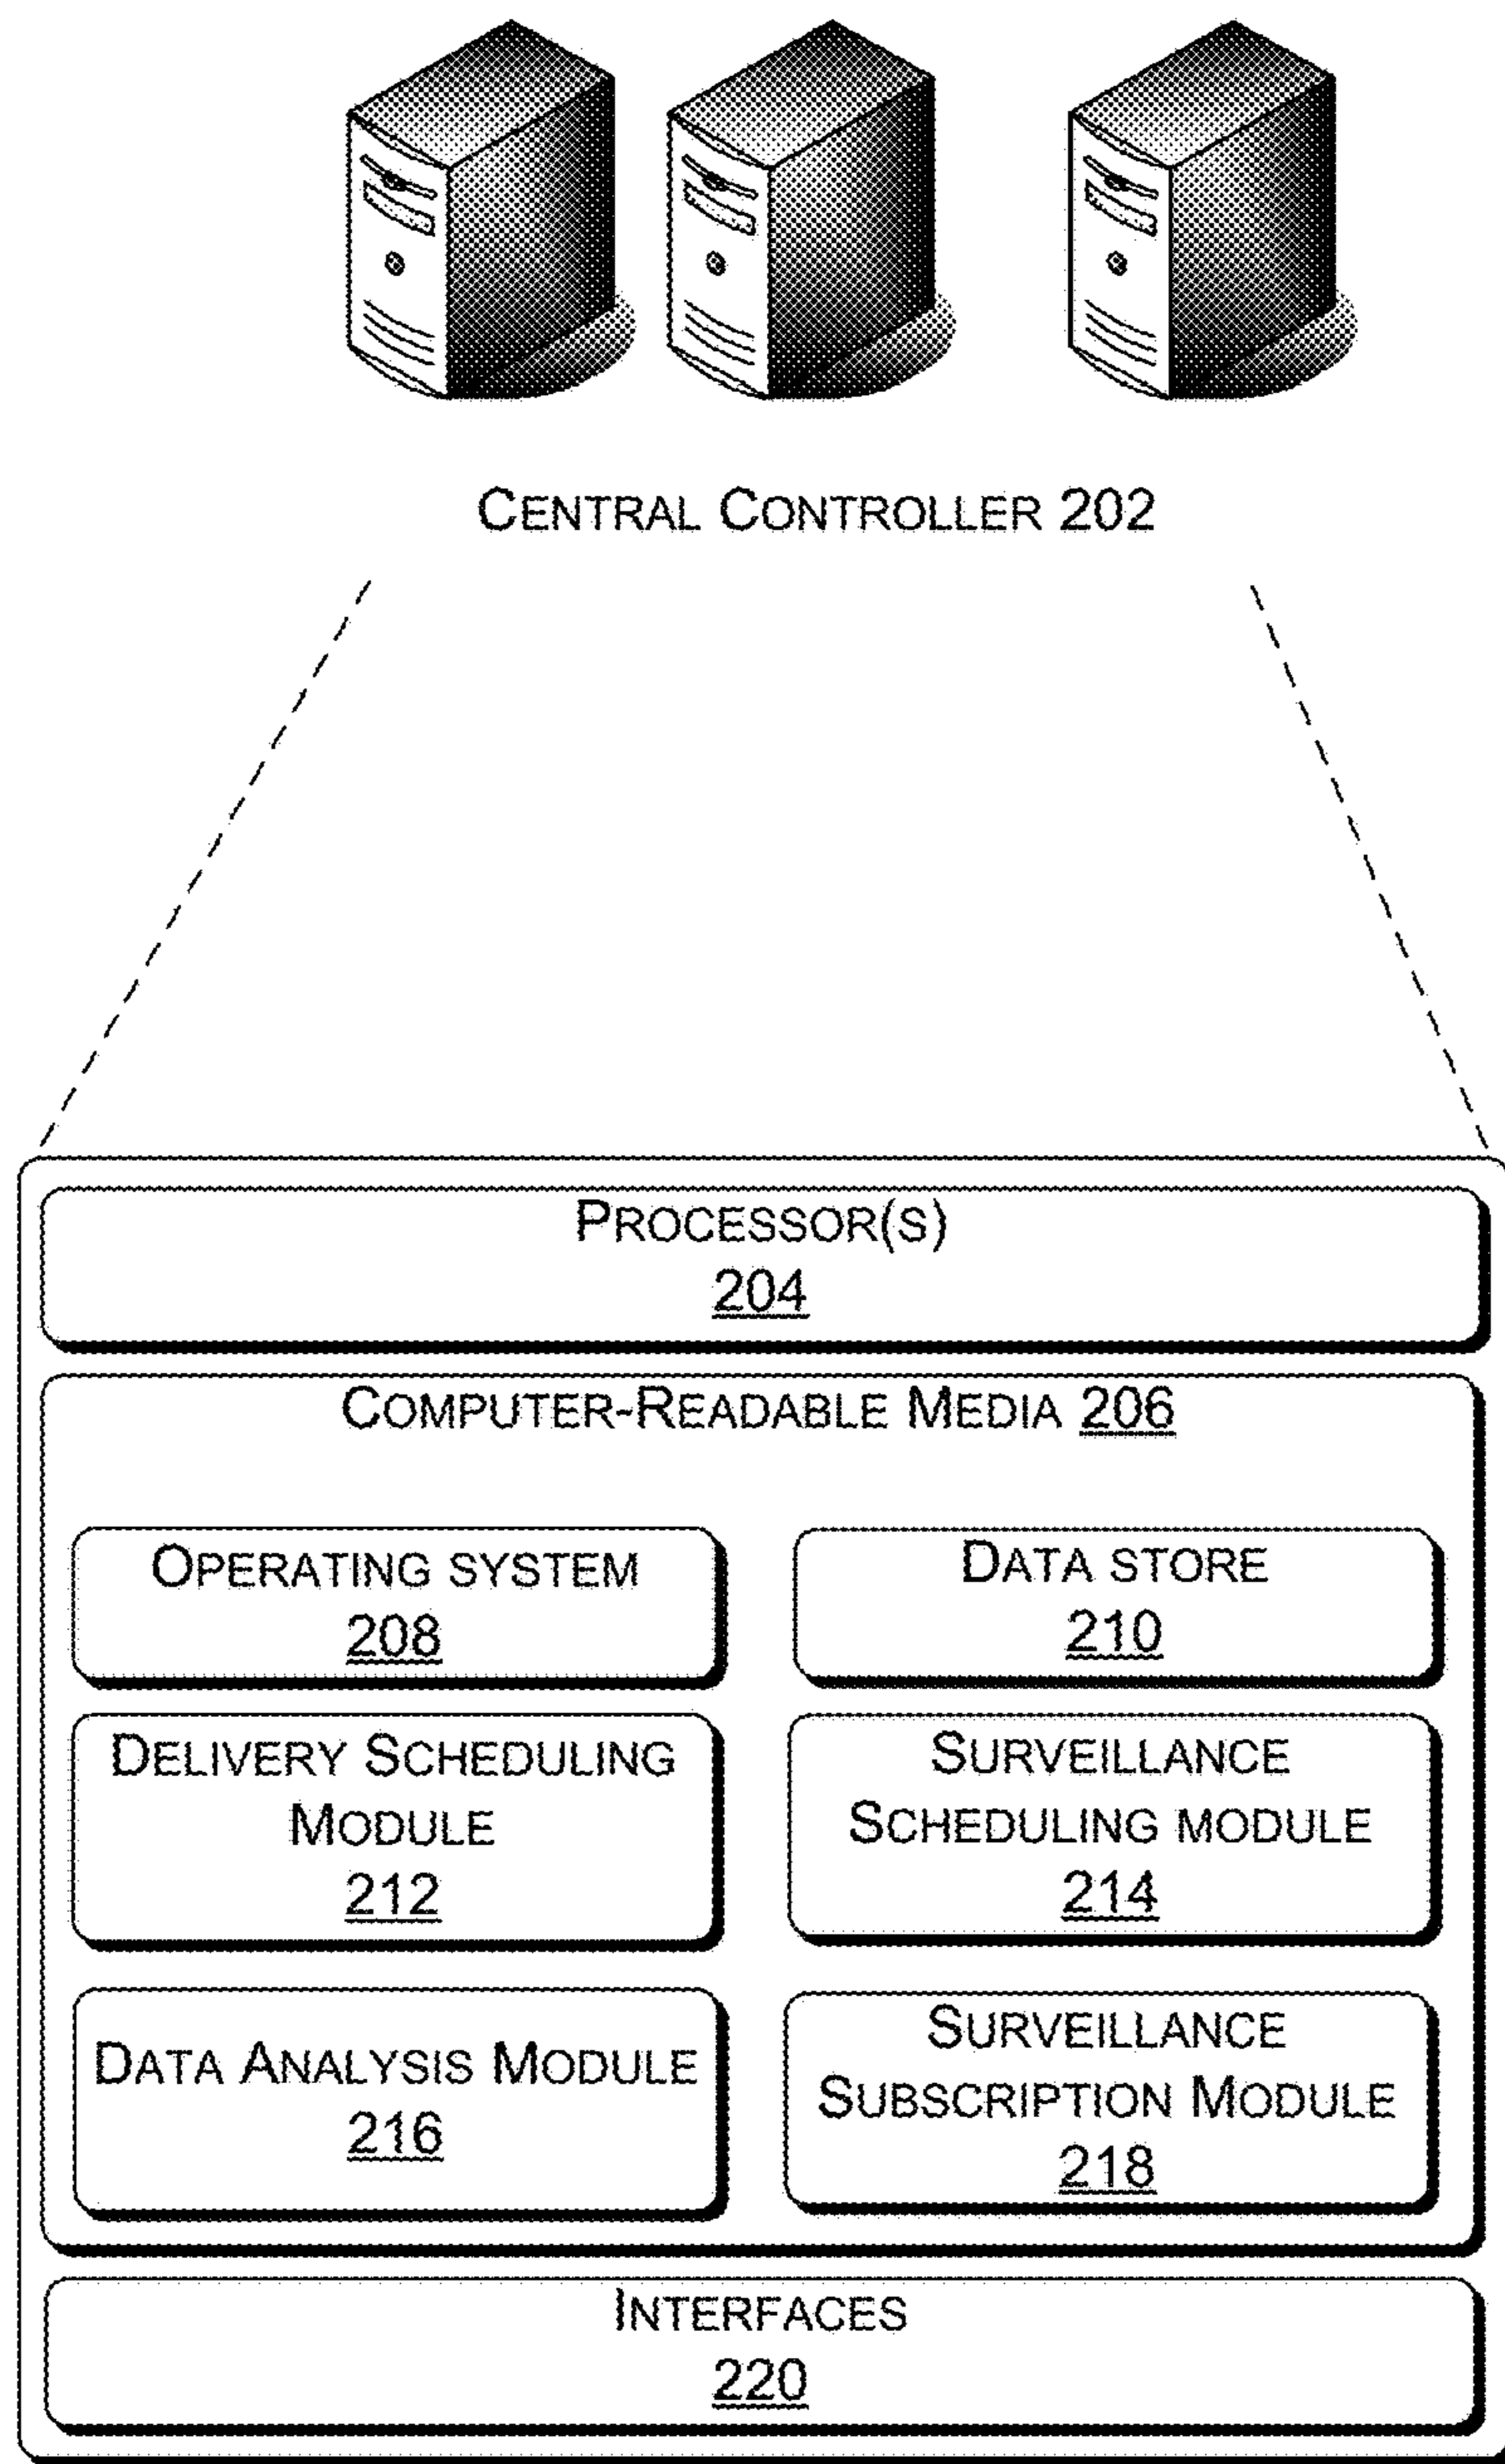 CENTRAL CONTROLLER 202
PROCESSOR(S)
204
COMPUTER-READABLE MEDIA 206
OPERATING SYSTEM
208
DATA STORE
210
DELIVERY SCHEDULING
MODULE
212
SURVEILLANCE
SCHEDULING MODULE
214
DATA ANALYSIS MODULE
216
SURVEILLANCE
SUBSCRIPTION MODULE
218
INTERFACES
220